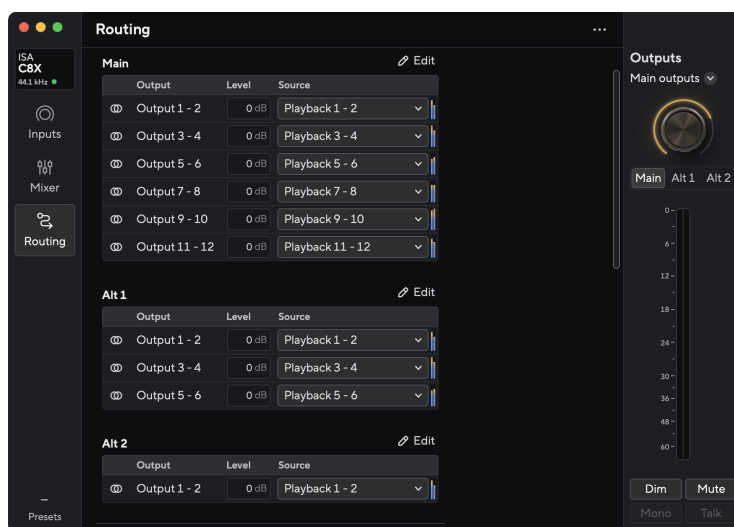 Routing
...
ISA
C8X
44.1 kHz
Inputs
Mixer
Routing
Presets
Main
Edit
Output Level Source
Output 1 - 2 0 dB Playback 1 - 2
Output 3 - 4 0 dB Playback 3 - 4
Output 5 - 6 0 dB Playback 5 - 6
Output 7 - 8 0 dB Playback 7 - 8
Output 9 - 10 0 dB Playback 9 - 10
Output 11 - 12 0 dB Playback 11 - 12
Alt 1
Edit
Output Level Source
Output 1 - 2 0 dB Playback 1 - 2
Output 3 - 4 0 dB Playback 3 - 4
Output 5 - 6 0 dB Playback 5 - 6
Alt 2
Edit
Output Level Source
Output 1 - 2 0 dB Playback 1 - 2
Outputs
Main outputs
Main Alt 1 Alt 2
0
6
12
18
24
30
36
48
60
Dim Mute
Mono Talk